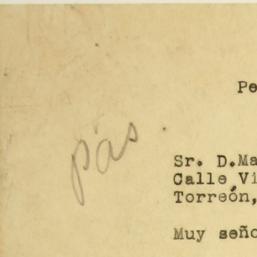 Pe
pás.
Sr. D.Ma
Calle Vi
Torreón,
Muy seño